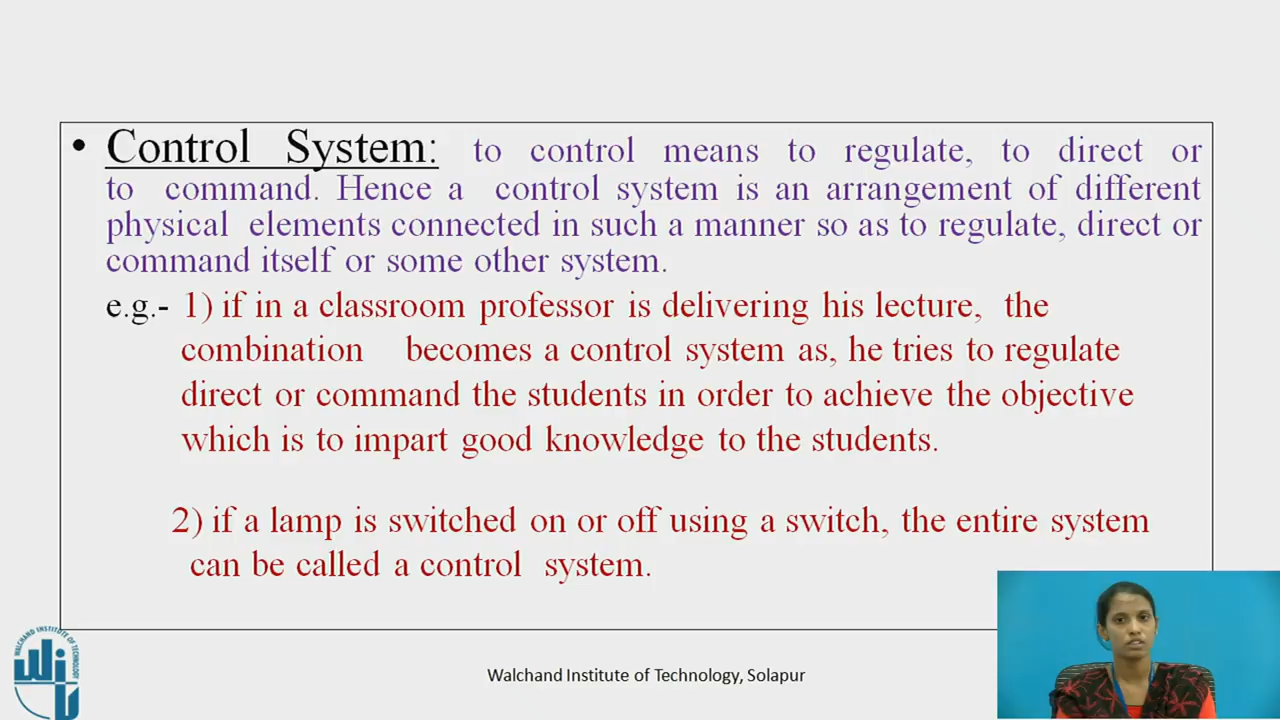 • Control System: to control means to regulate, to direct or
to command. Hence a control system is an arrangement of different
physical elements connected in such a manner so as to regulate, direct or
command itself or some other system.
e.g.- 1) if in a classroom professor is delivering his lecture, the
combination becomes a control system as, he tries to regulate
direct or command the students in order to achieve the objective
which is to impart good knowledge to the students.
2) if a lamp is switched on or off using a switch, the entire system
can be called a control system.
WALCHAND INSTITUTE OF TECHNOLOGY
WIT
Walchand Institute of Technology, Solapur